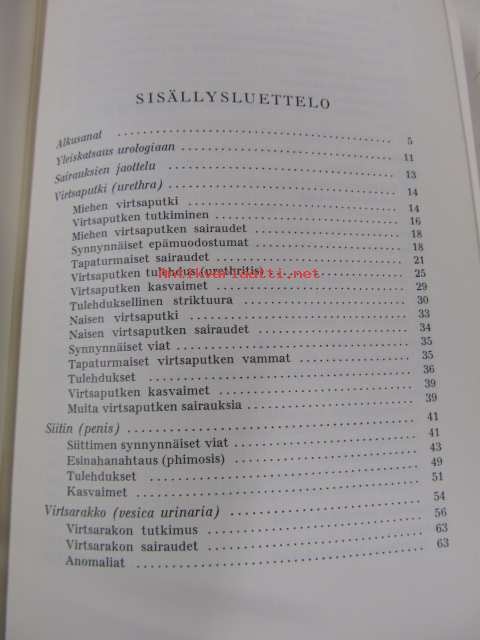 SISÄLLYSLUETTELO
Alkusanat ........ 5
Yleiskatsaus urologiaan ........ 11
Sairauksien jaottelu ........ 13
Virtsaputki (urethra) ........ 14
Miehen virtsaputki ........ 14
Virtsaputken tutkiminen ........ 16
Miehen virtsaputken sairaudet ........ 18
Synnynnäiset epämuodostumat ........ 18
Tapaturmaiset sairaudet ........ 21
Virtsaputken tulehdus (urethritis) ........ 25
antikvariaatti.net
Virtsaputken kasvaimet ........ 29
Tulehduksellinen striktuura ........ 30
Naisen virtsaputki ........ 33
Naisen virtsaputken sairaudet ........ 34
Synnynnäiset viat ........ 35
Tapaturmaiset virtsaputken vammat ........ 35
Tulehdukset ........ 36
Virtsaputken kasvaimet ........ 39
Muita virtsaputken sairauksia ........ 39
Siitin (penis) ........ 41
Siittimen synnynnäiset viat ........ 41
Esinahanahtaus (phimosis) ........ 43
Tulehdukset ........ 49
Kasvaimet ........ 51
Virtsarakko (vesica urinaria) ........ 54
Virtsarakon tutkimus ........ 56
Virtsarakon sairaudet ........ 63
Anomaliat ........ 63